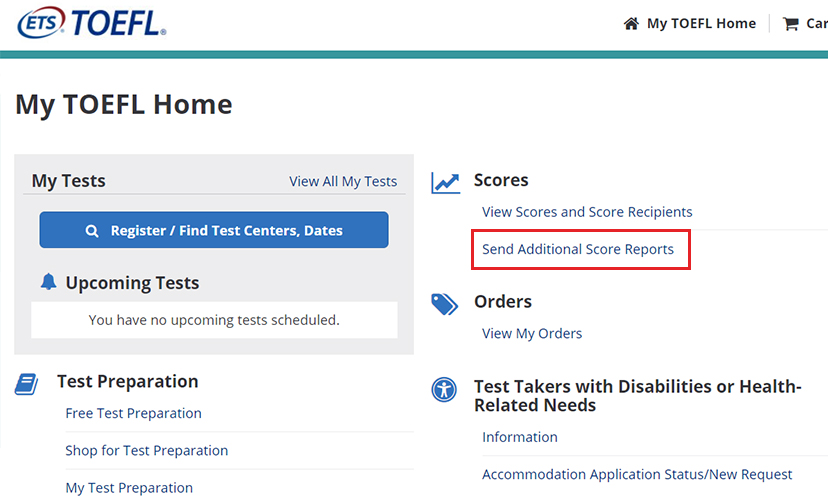 ETS® TOEFL®
My TOEFL Home
Car
My TOEFL Home
My Tests
View All My Tests
Register / Find Test Centers, Dates
Upcoming Tests
You have no upcoming tests scheduled.
Test Preparation
Free Test Preparation
Shop for Test Preparation
My Test Preparation
Scores
View Scores and Score Recipients
Send Additional Score Reports
Orders
View My Orders
Test Takers with Disabilities or Health-
Related Needs
Information
Accommodation Application Status/New Request